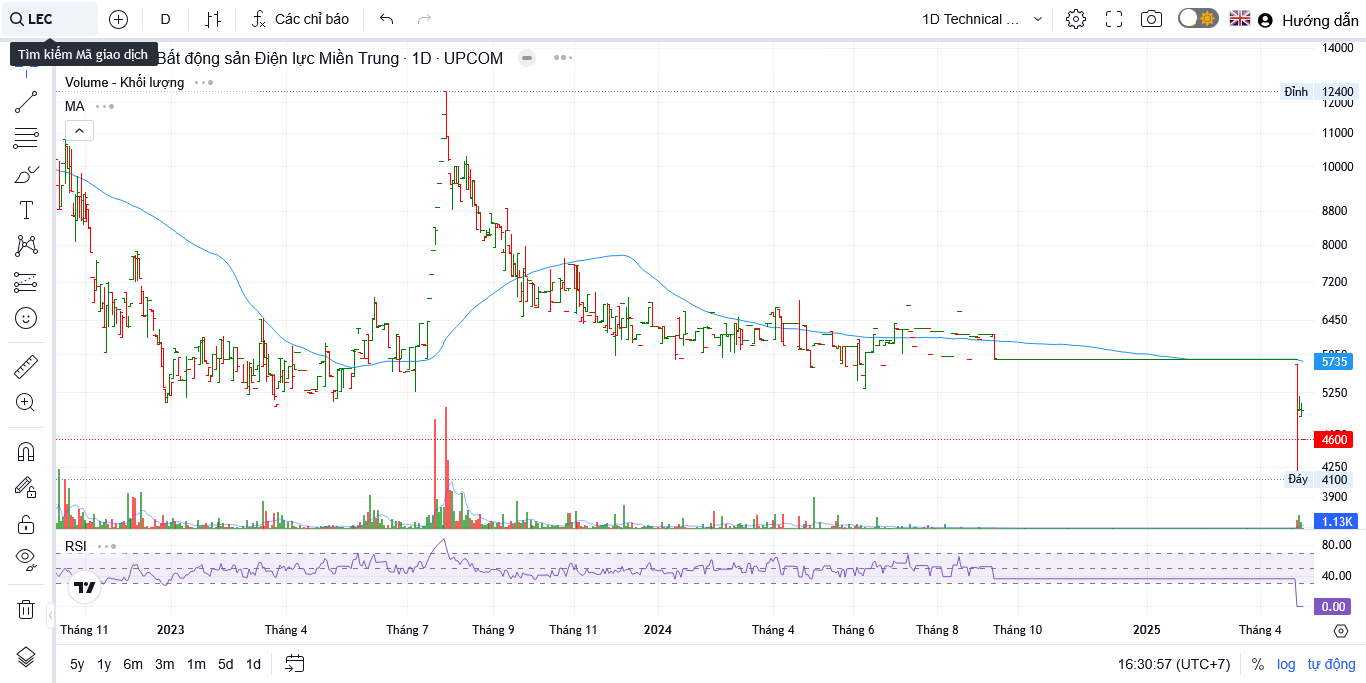 LEC
D
Các chỉ báo
1D Technical ...
Hướng dẫn
Tìm kiếm Mã giao dịch
Bất động sản Điện lực Miền Trung · 1D · UPCOM
Volume - Khối lượng
MA
14000
Đỉnh 12400
12000
11000
10000
8800
8000
7200
6450
5850
5735
5250
4600
4250
Đáy 4100
3900
1.13K
RSI
80.00
40.00
0.00
Tháng 11 2023 Tháng 4 Tháng 7 Tháng 9 Tháng 11 2024 Tháng 4 Tháng 6 Tháng 8 Tháng 10 2025 Tháng 4
5y 1y 6m 3m 1m 5d 1d
16:30:57 (UTC+7) % log tự động